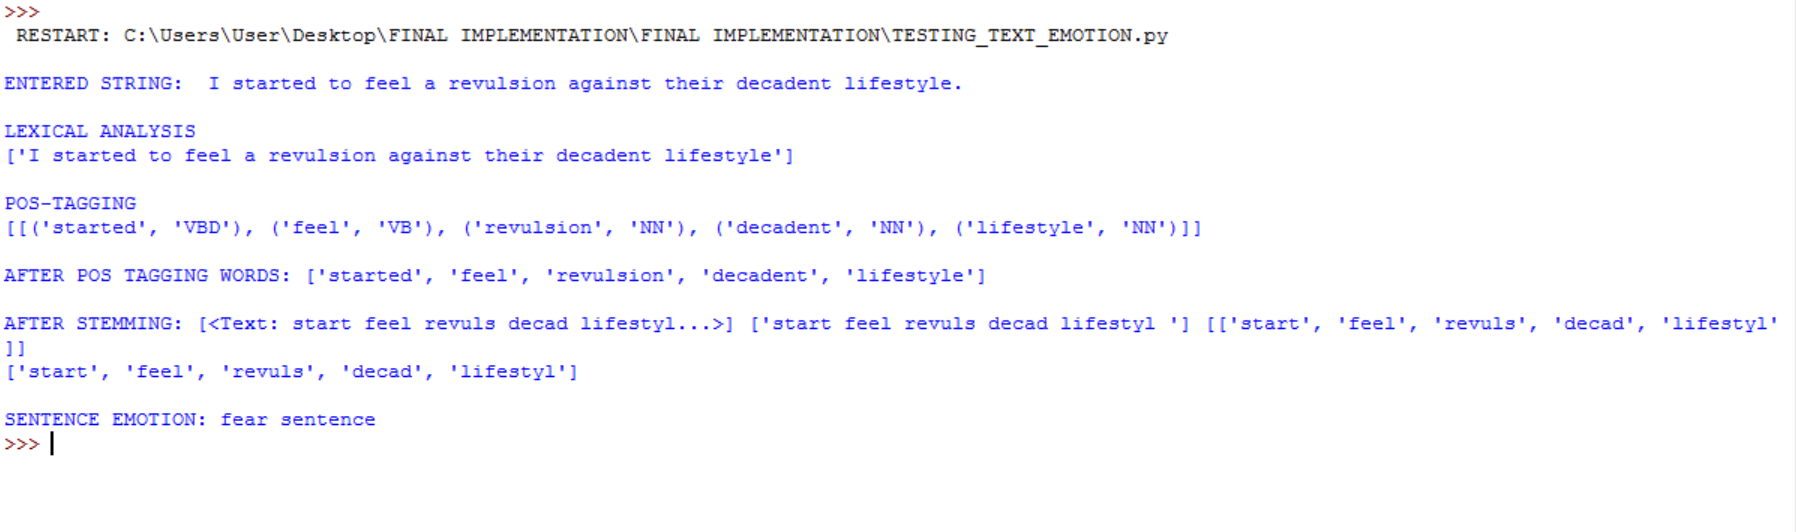 >>>
 RESTART: C:\Users\User\Desktop\FINAL IMPLEMENTATION\FINAL IMPLEMENTATION\TESTING_TEXT_EMOTION.py
ENTERED STRING:  I started to feel a revulsion against their decadent lifestyle.
LEXICAL ANALYSIS
['I started to feel a revulsion against their decadent lifestyle']
POS-TAGGING
[[('started', 'VBD'), ('feel', 'VB'), ('revulsion', 'NN'), ('decadent', 'NN'), ('lifestyle', 'NN')]]
AFTER POS TAGGING WORDS: ['started', 'feel', 'revulsion', 'decadent', 'lifestyle']
AFTER STEMMING: [<Text: start feel revuls decad lifestyl...>] ['start feel revuls decad lifestyl '] [['start', 'feel', 'revuls', 'decad', 'lifestyl'
]]
['start', 'feel', 'revuls', 'decad', 'lifestyl']
SENTENCE EMOTION: fear sentence
>>>